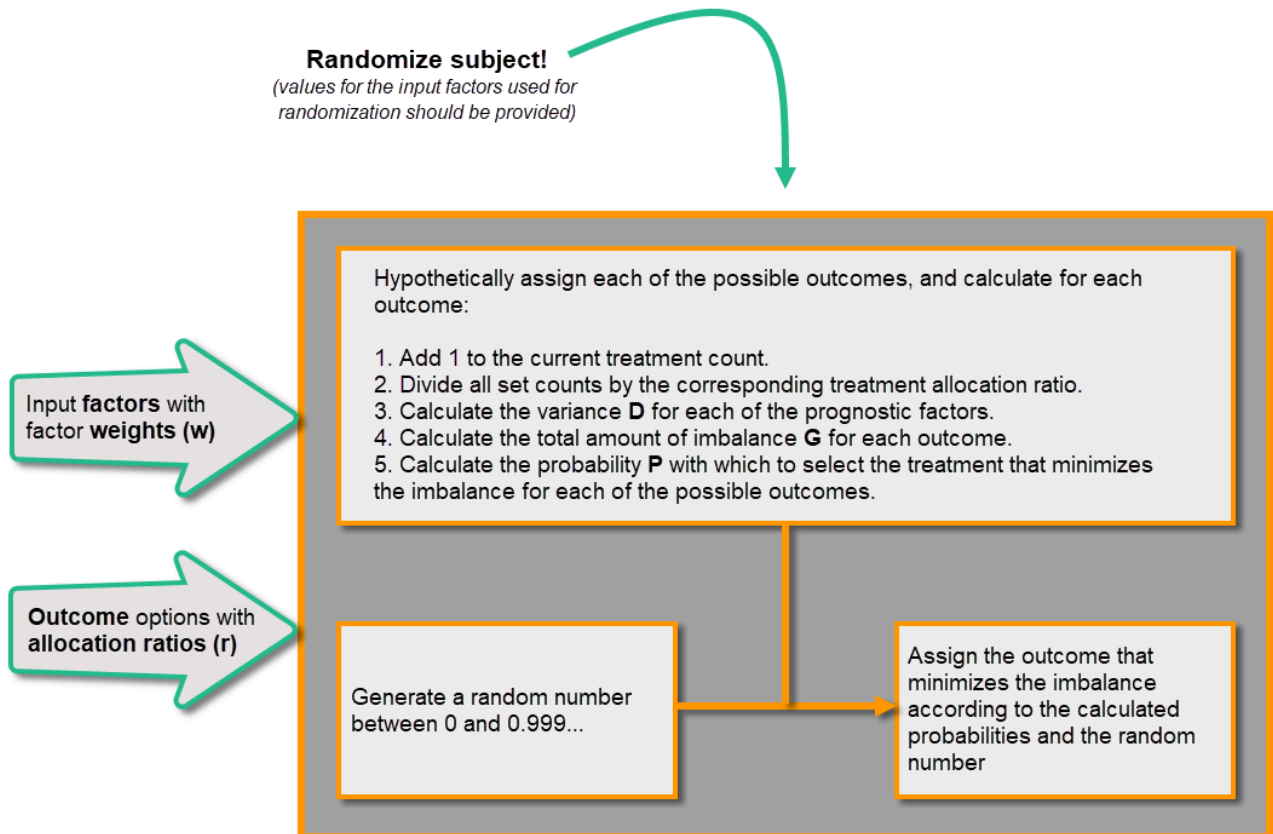 Randomize subject!
(values for the input factors used for
randomization should be provided)
Hypothetically assign each of the possible outcomes, and calculate for each
outcome:
1. Add 1 to the current treatment count.
2. Divide all set counts by the corresponding treatment allocation ratio.
3. Calculate the variance D for each of the prognostic factors.
4. Calculate the total amount of imbalance G for each outcome.
5. Calculate the probability P with which to select the treatment that minimizes
the imbalance for each of the possible outcomes.
Input factors with
factor weights (w)
Outcome options with
allocation ratios (r)
Generate a random number
between 0 and 0.999...
Assign the outcome that
minimizes the imbalance
according to the calculated
probabilities and the random
number